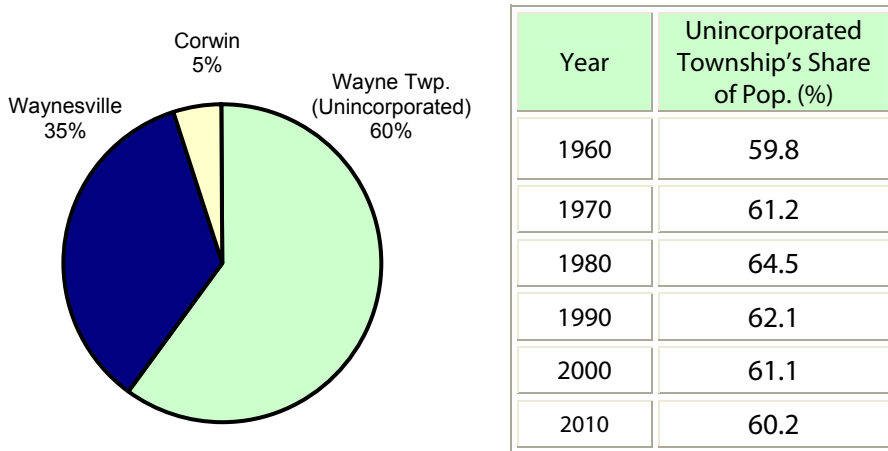 Corwin
5%
Wayne Twp.
(Unincorporated)
60%
Waynesville
35%
Year
Unincorporated
Township's Share
of Pop. (%)
1960 59.8
1970 61.2
1980 64.5
1990 62.1
2000 61.1
2010 60.2